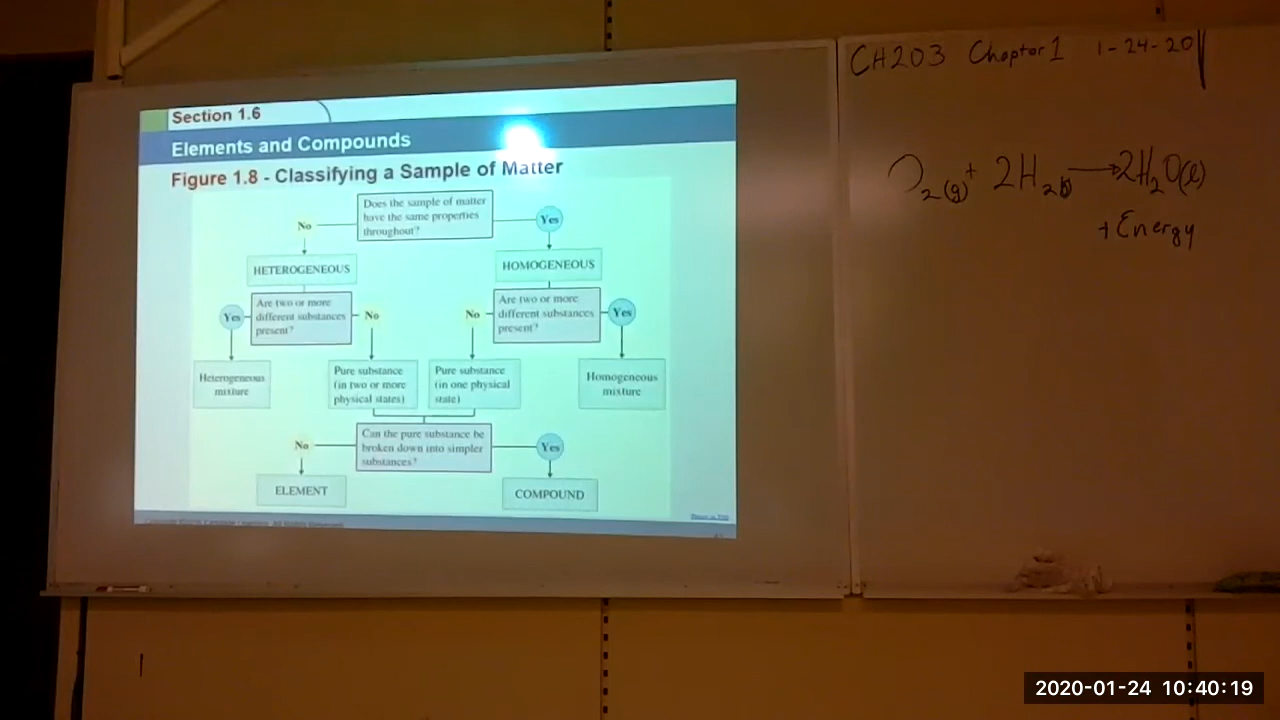 Section 1.6
Elements and Compounds
Figure 1.8 - Classifying a Sample of Matter
Does the sample of matter
have the same properties
throughout?
No
Yes
HETEROGENEOUS
HOMOGENEOUS
Are two or more
different substances
present?
Yes
No
Are two or more
different substances
present?
No
Yes
Heterogeneous
mixture
Pure substance
(in two or more
physical states)
Pure substance
(in one physical
state)
Homogeneous
mixture
Can the pure substance be
broken down into simpler
substances?
No
Yes
ELEMENT
COMPOUND
CH203 Chapter 1 1-24-20
O2(g) + 2H2(g) → 2H2O(l)
+ Energy
2020-01-24 10:40:19